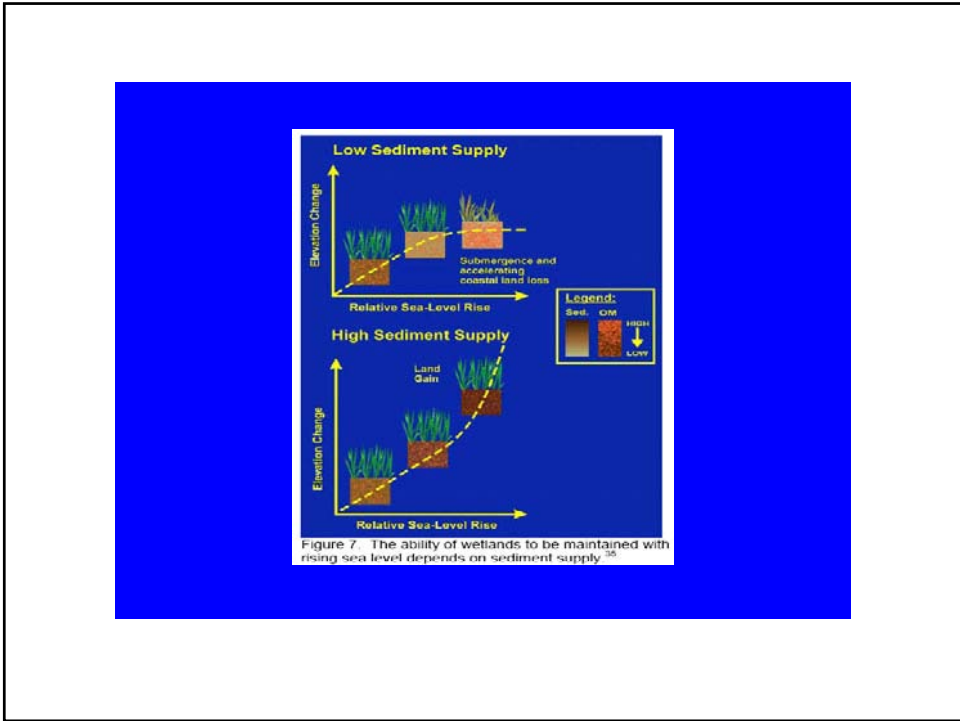 Low Sediment Supply
Elevation Change
Submergence and
accelerating
coastal land loss
Relative Sea-Level Rise
Legend:
Sed. OM
HIGH
LOW
High Sediment Supply
Land
Gain
Elevation Change
Relative Sea-Level Rise
Figure 7. The ability of wetlands to be maintained with
rising sea level depends on sediment supply.